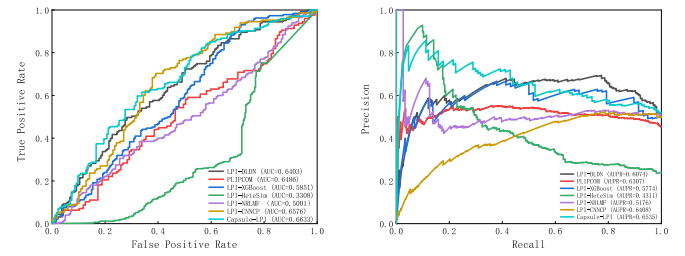 1.0
0.8
0.6
0.4
0.2
0.0
0.0 0.2 0.4 0.6 0.8 1.0
True Positive Rate
False Positive Rate
LPI-DLDN (AUC=0.6403)
PLIPCOM (AUC=0.6486)
LPI-XGBoost (AUC=0.5851)
LPI-HeteSim (AUC=0.3308)
LPI-NRLMF (AUC=0.5001)
LPI-CNNCP (AUC=0.6576)
Capsule-LPI (AUC=0.6633)
1.0
0.8
0.6
0.4
0.2
0.0
0.0 0.2 0.4 0.6 0.8 1.0
Precision
Recall
LPI-DLDN (AUPR=0.6074)
PLIPCOM (AUPR=0.6307)
LPI-XGBoost (AUPR=0.5774)
LPI-HeteSim (AUPR=0.4311)
LPI-NRLMF (AUPR=0.5176)
LPI-CNNCP (AUPR=0.6408)
Capsule-LPI (AUPR=0.6535)